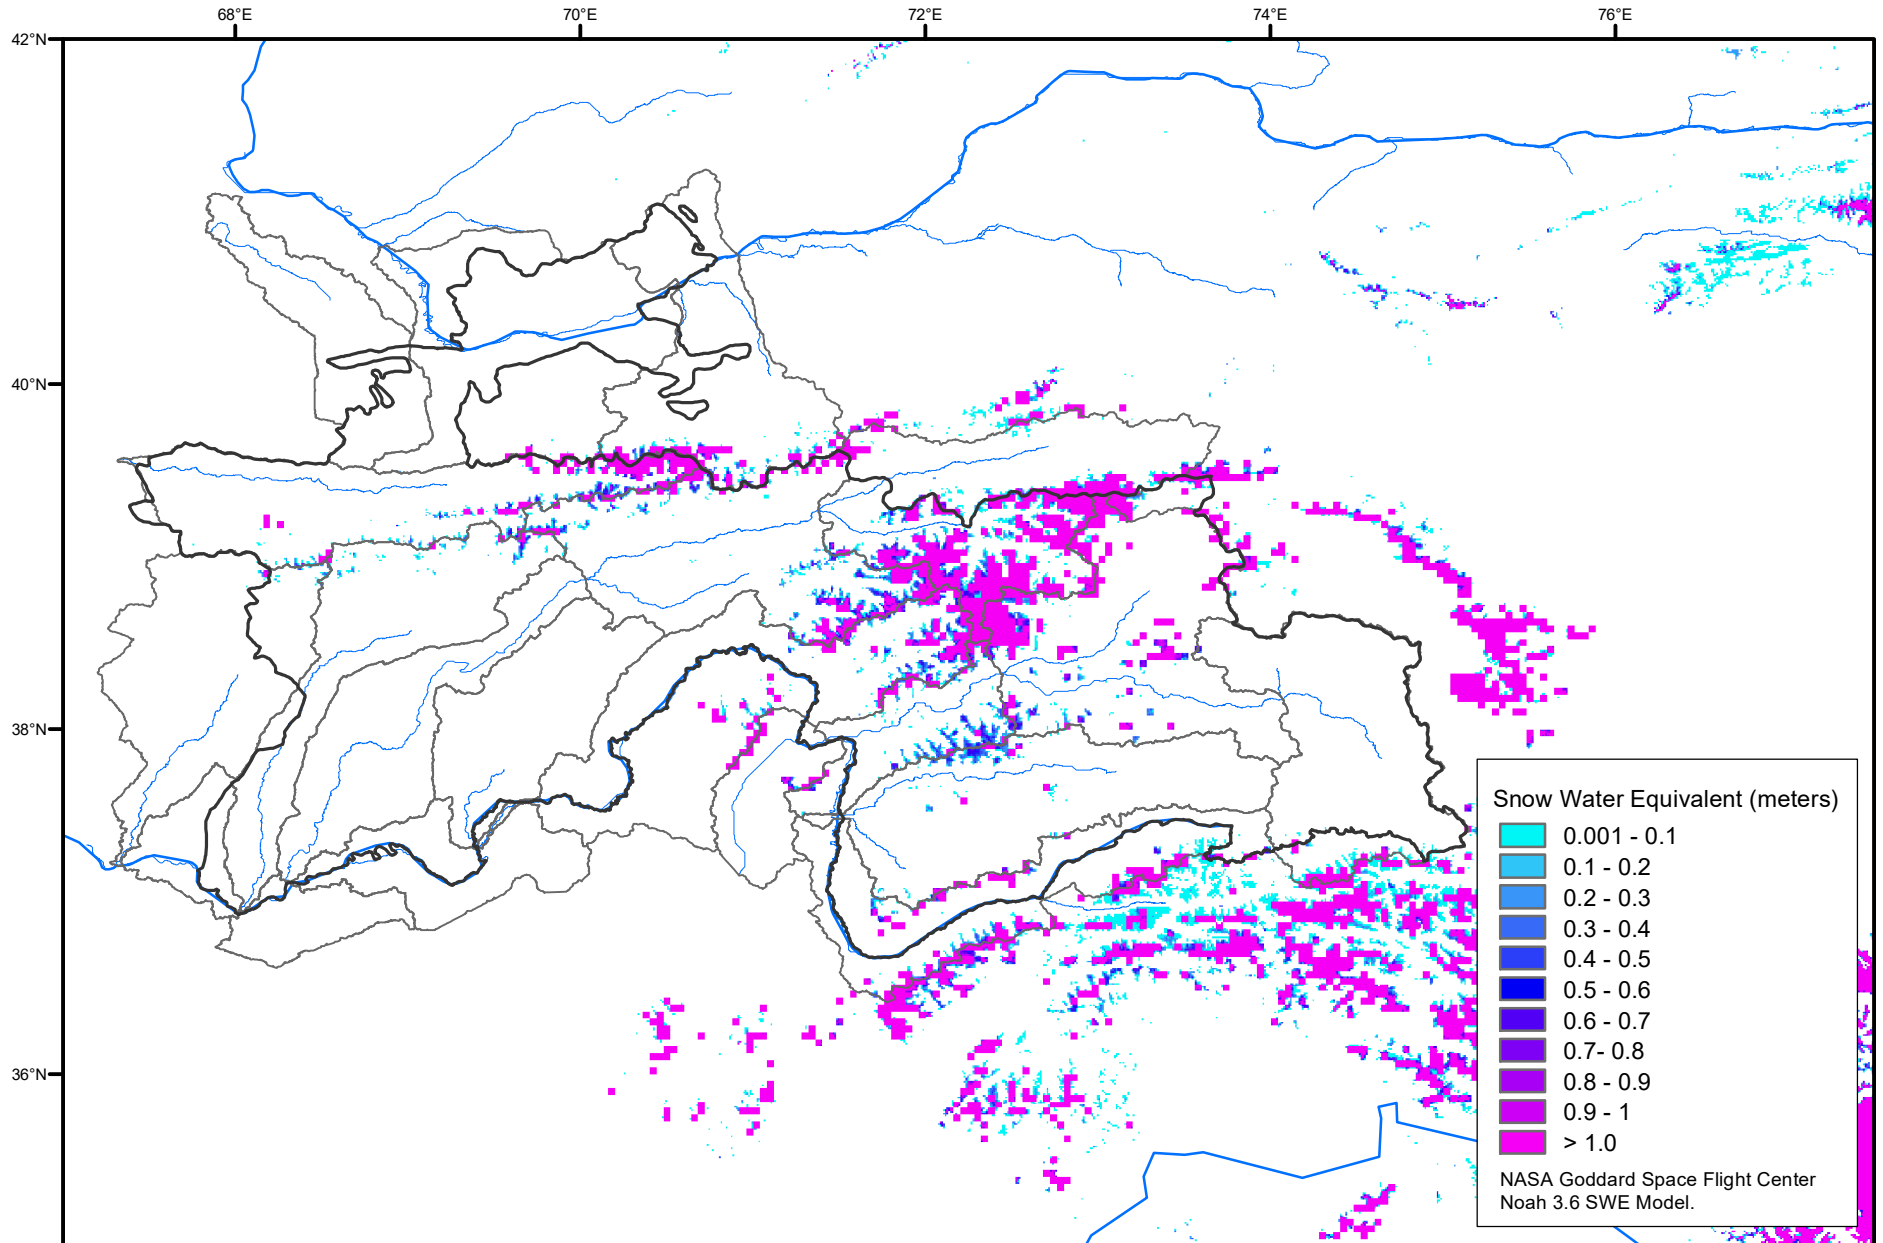 68°E 70°E 72°E 74°E 76°E
42°N
40°N
38°N
36°N
Snow Water Equivalent (meters)
0.001 - 0.1
0.1 - 0.2
0.2 - 0.3
0.3 - 0.4
0.4 - 0.5
0.5 - 0.6
0.6 - 0.7
0.7- 0.8
0.8 - 0.9
0.9 - 1
> 1.0
NASA Goddard Space Flight Center
Noah 3.6 SWE Model.